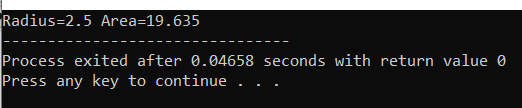 Radius=2.5 Area=19.635
--------------------------------
Process exited after 0.04658 seconds with return value 0
Press any key to continue . . .